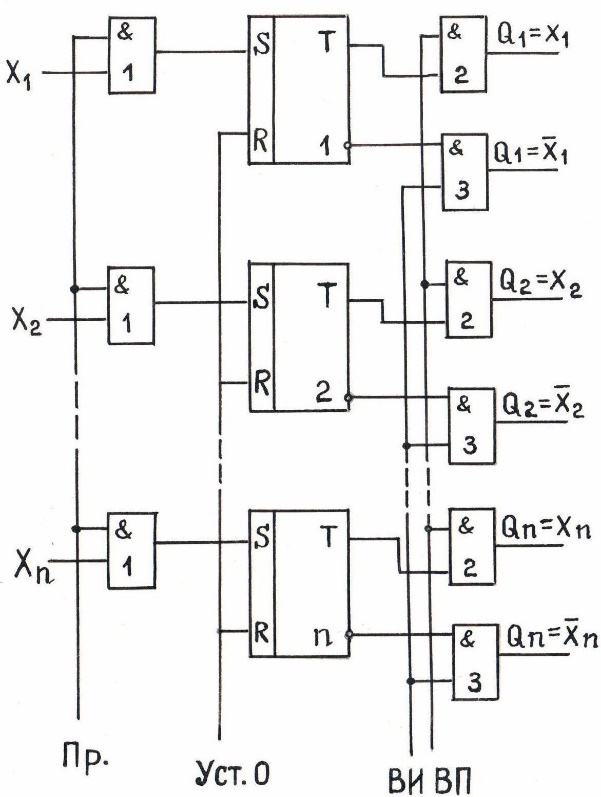 & S T & Q1=X1
X1 1 2
R 1 & Q1=X̄1
3
& S T & Q2=X2
X2 1 2
R 2 & Q2=X̄2
3
& S T & Qn=Xn
Xn 1 2
R n & Qn=X̄n
3
Пр. Уст. 0 ВИ ВП